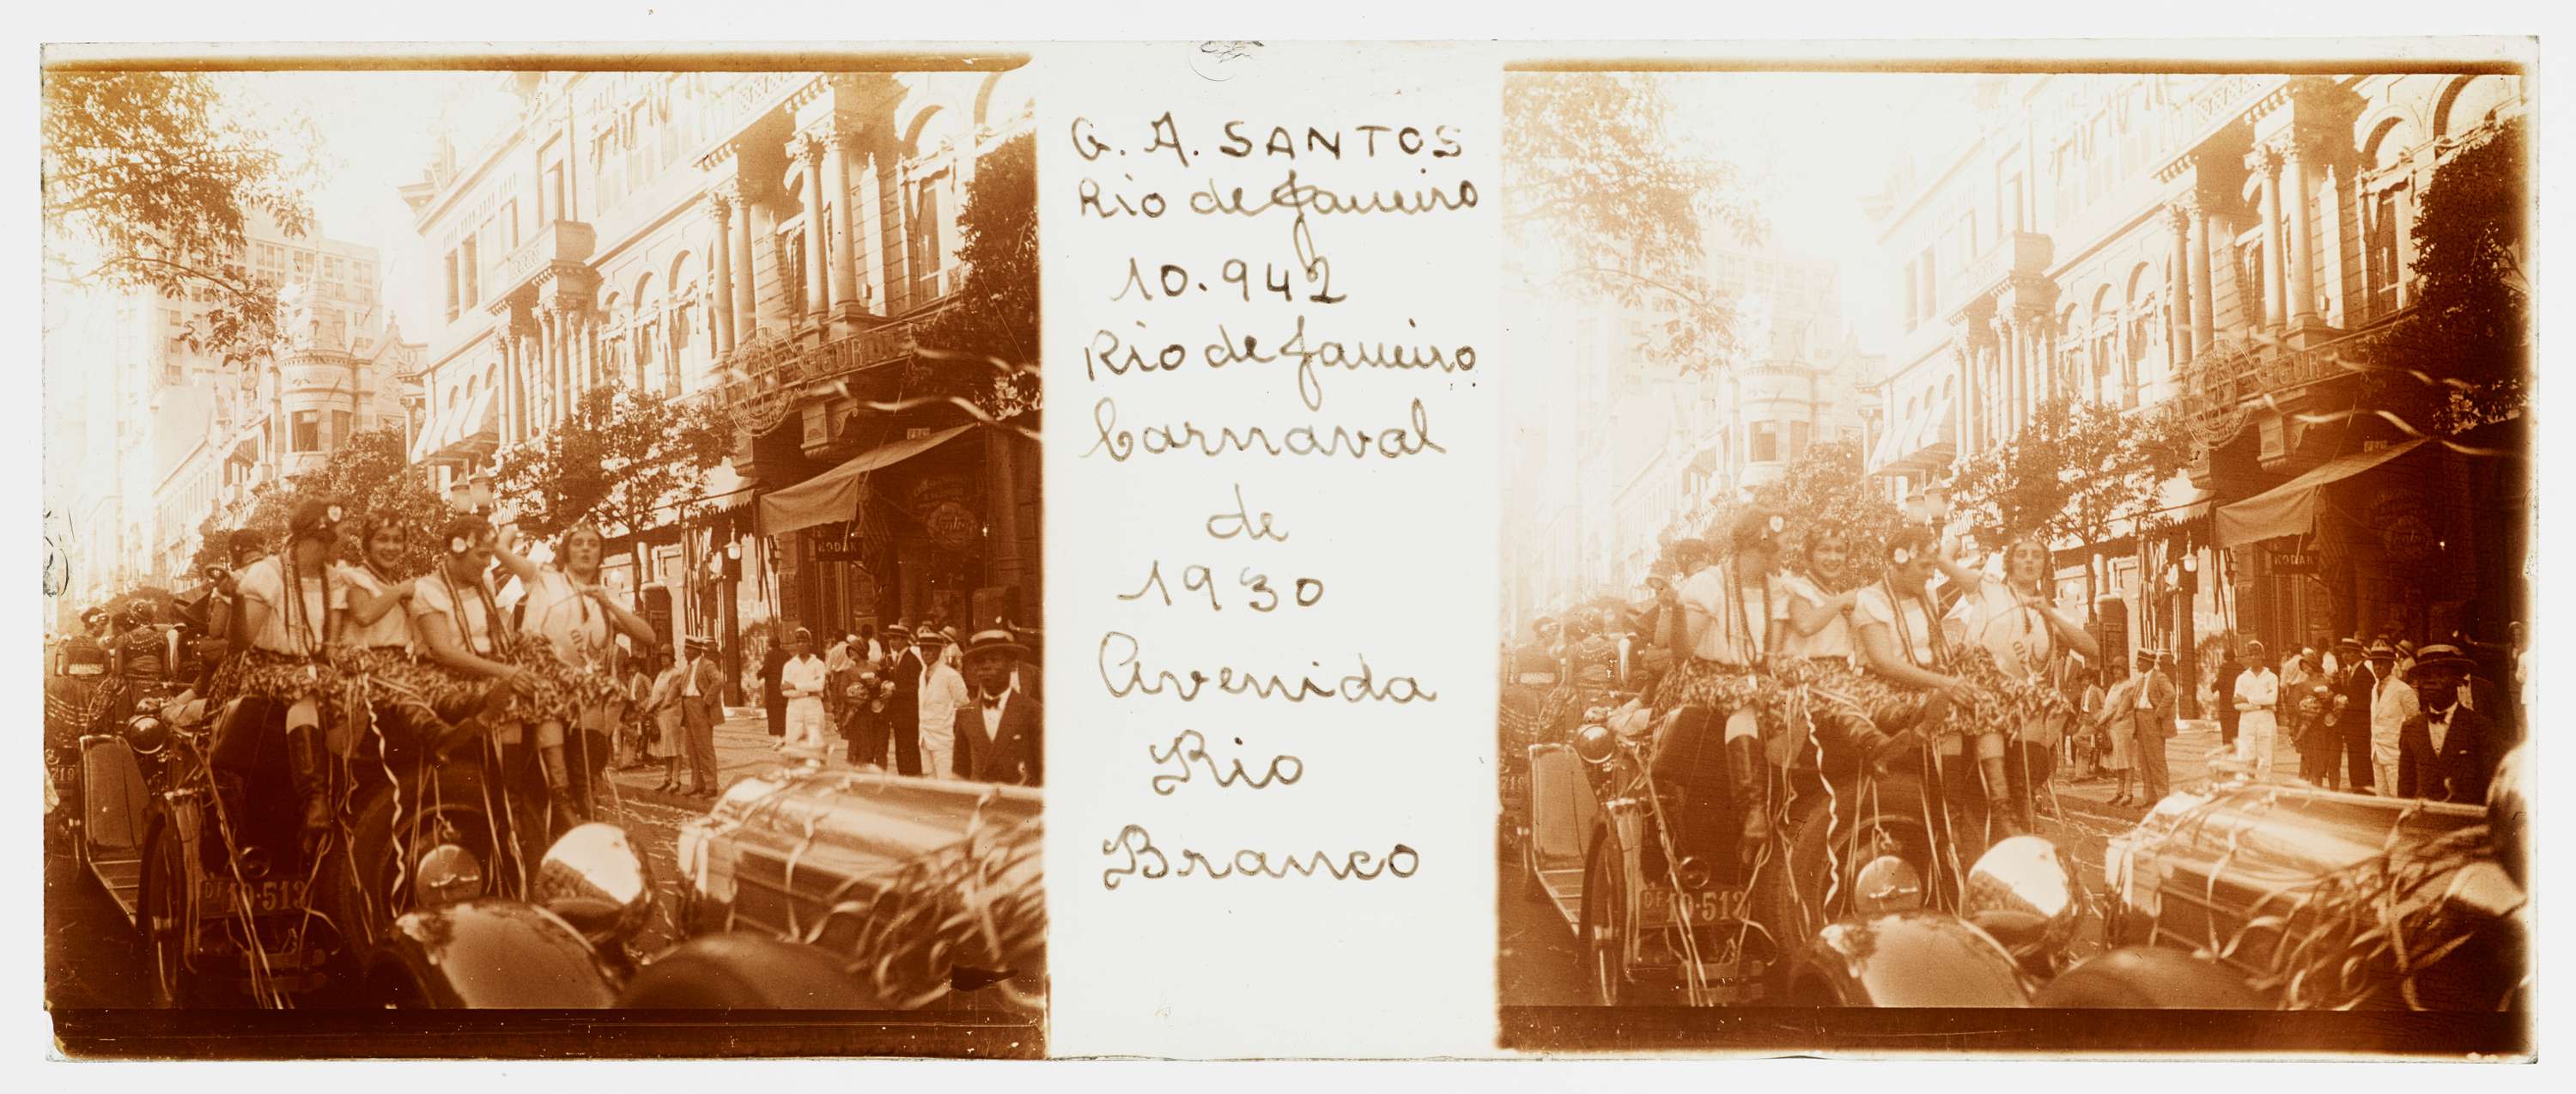 G. A. SANTOS
Rio de Janeiro
10.942
Rio de Janeiro
Carnaval
de
1930
Avenida
Rio
Branco
KODAK
DF 10·513
KODAK
DF 10·513